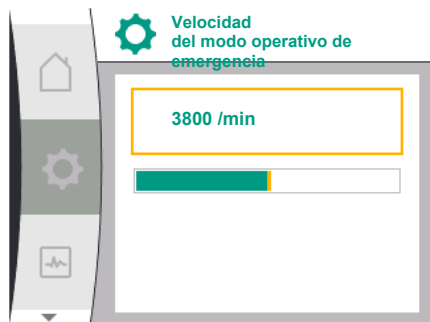 Velocidad
del modo operativo de
emergencia
3800 /min